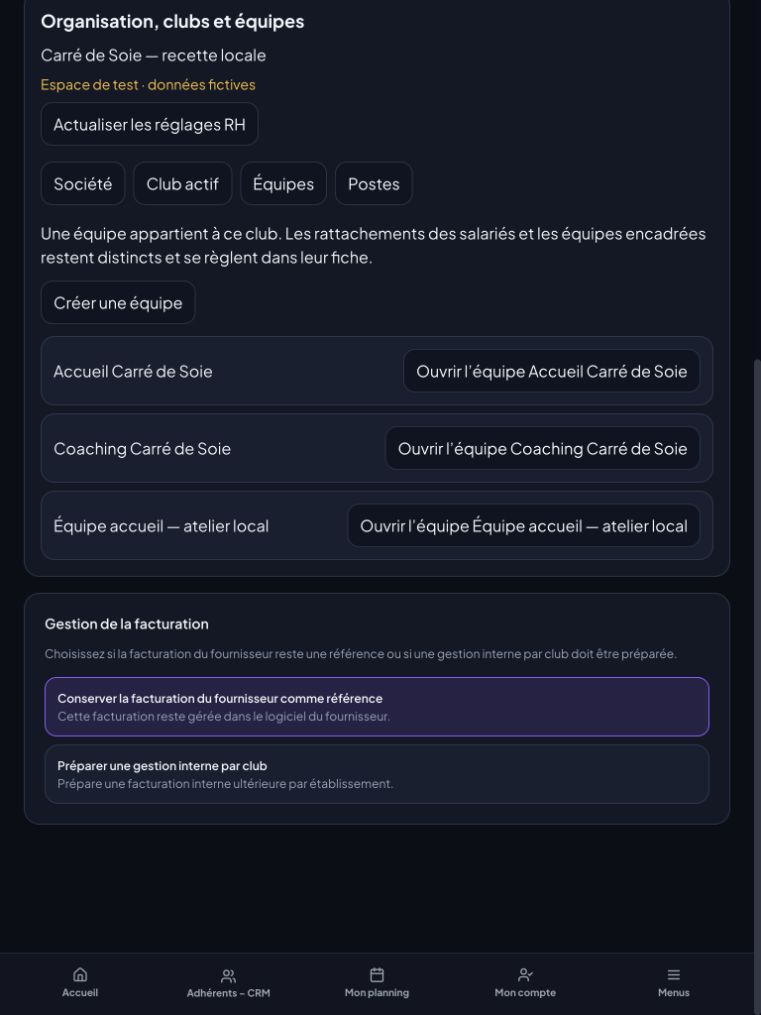 Organisation, clubs et équipes
Carré de Soie — recette locale
Espace de test · données fictives
Actualiser les réglages RH
Société
Club actif
Équipes
Postes
Une équipe appartient à ce club. Les rattachements des salariés et les équipes encadrées
restent distincts et se règlent dans leur fiche.
Créer une équipe
Accueil Carré de Soie
Ouvrir l’équipe Accueil Carré de Soie
Coaching Carré de Soie
Ouvrir l’équipe Coaching Carré de Soie
Équipe accueil — atelier local
Ouvrir l’équipe Équipe accueil — atelier local
Gestion de la facturation
Choisissez si la facturation du fournisseur reste une référence ou si une gestion interne par club doit être préparée.
Conserver la facturation du fournisseur comme référence
Cette facturation reste gérée dans le logiciel du fournisseur.
Préparer une gestion interne par club
Prépare une facturation interne ultérieure par établissement.
Accueil
Adhérents – CRM
Mon planning
Mon compte
Menus